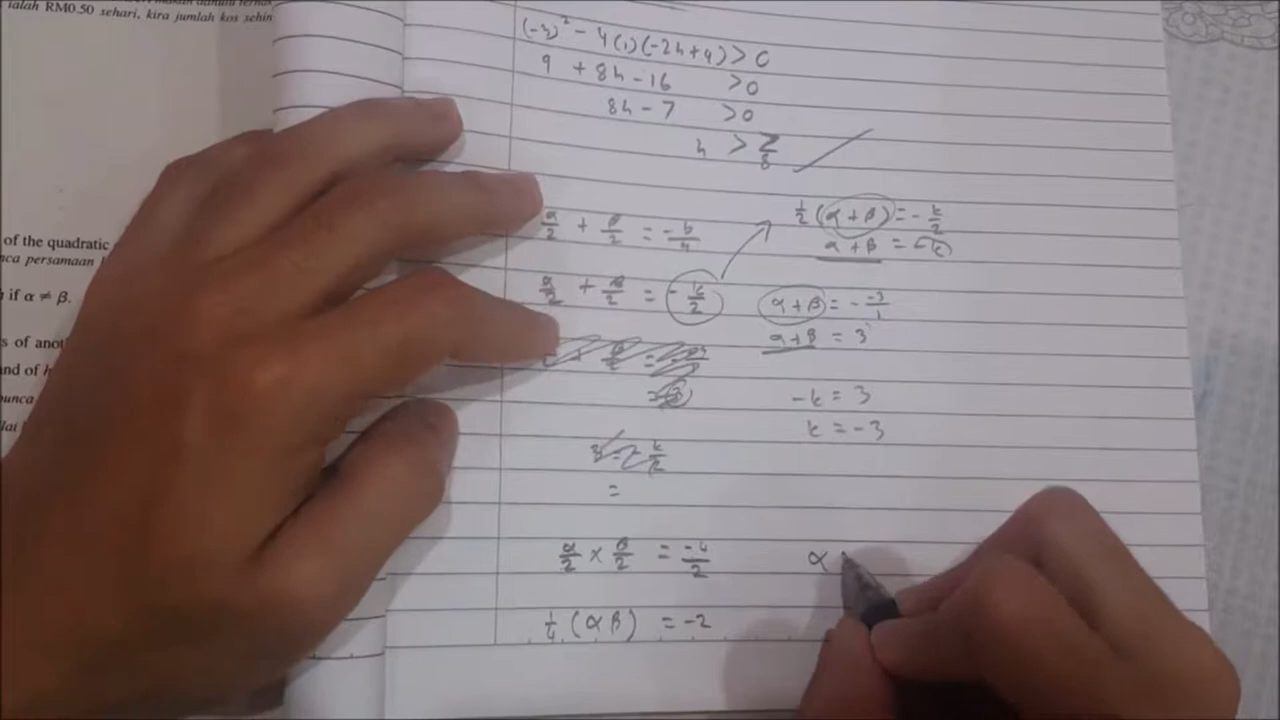 ialah RM0.50 sehari, kira jumlah kos sehin
(-3)² - 4(1)(-2h+4) > 0
9 + 8h - 16 > 0
8h - 7 > 0
h > 7/8
α/2 + β/2 = -k/4
1/2 (α + β) = - k/2
α + β = -k
of the quadratic
nca persamaan
α/2 + β/2 = - k/2
α + β = - -3/1
if α ≠ β.
α + β = 3
s of anot
and of h
-k = 3
k = -3
= 
α/2 × β/2 = -4/2
α
1/4 (αβ) = -2